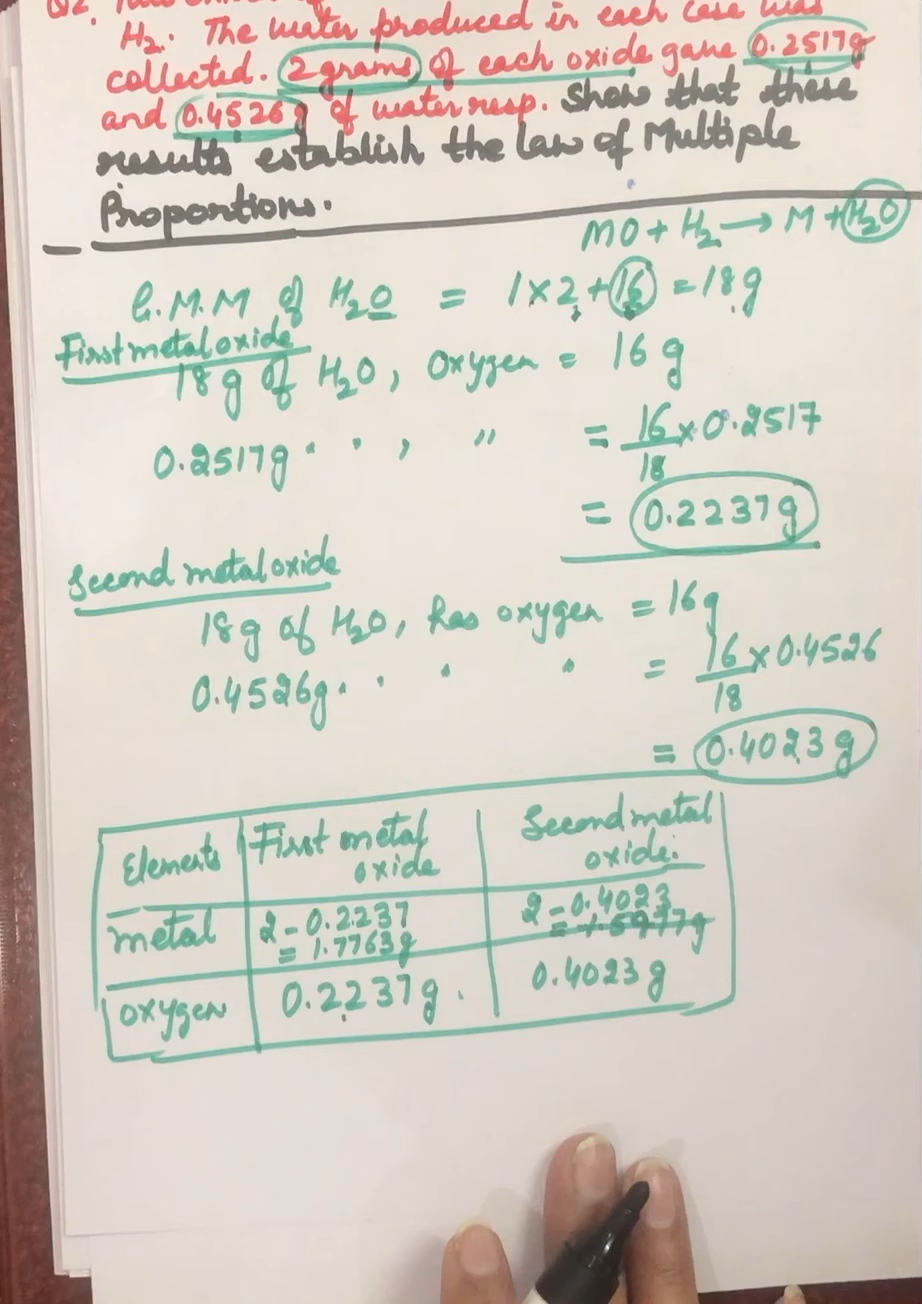 Q2.
H₂. The water produced in each case was
collected. 2 grams of each oxide gave 0.2517g
and 0.4526g of water resp. Show that these
results establish the law of Multiple
Proportions.
MO + H₂ → M + H₂O
G.M.M of H₂O = 1×2+16 = 18g
First metal oxide
18g of H₂O, Oxygen = 16g
0.2517g " " , " = 16/18 × 0.2517
= 0.2237g
Second metal oxide
18g of H₂O, has oxygen = 16g
0.4526g " " " " = 16/18 × 0.4526
= 0.4023g
Elements First metal oxide Second metal oxide.
metal 2-0.2237 = 1.7763g 2-0.4023 = 1.5977g
oxygen 0.2237g. 0.4023g